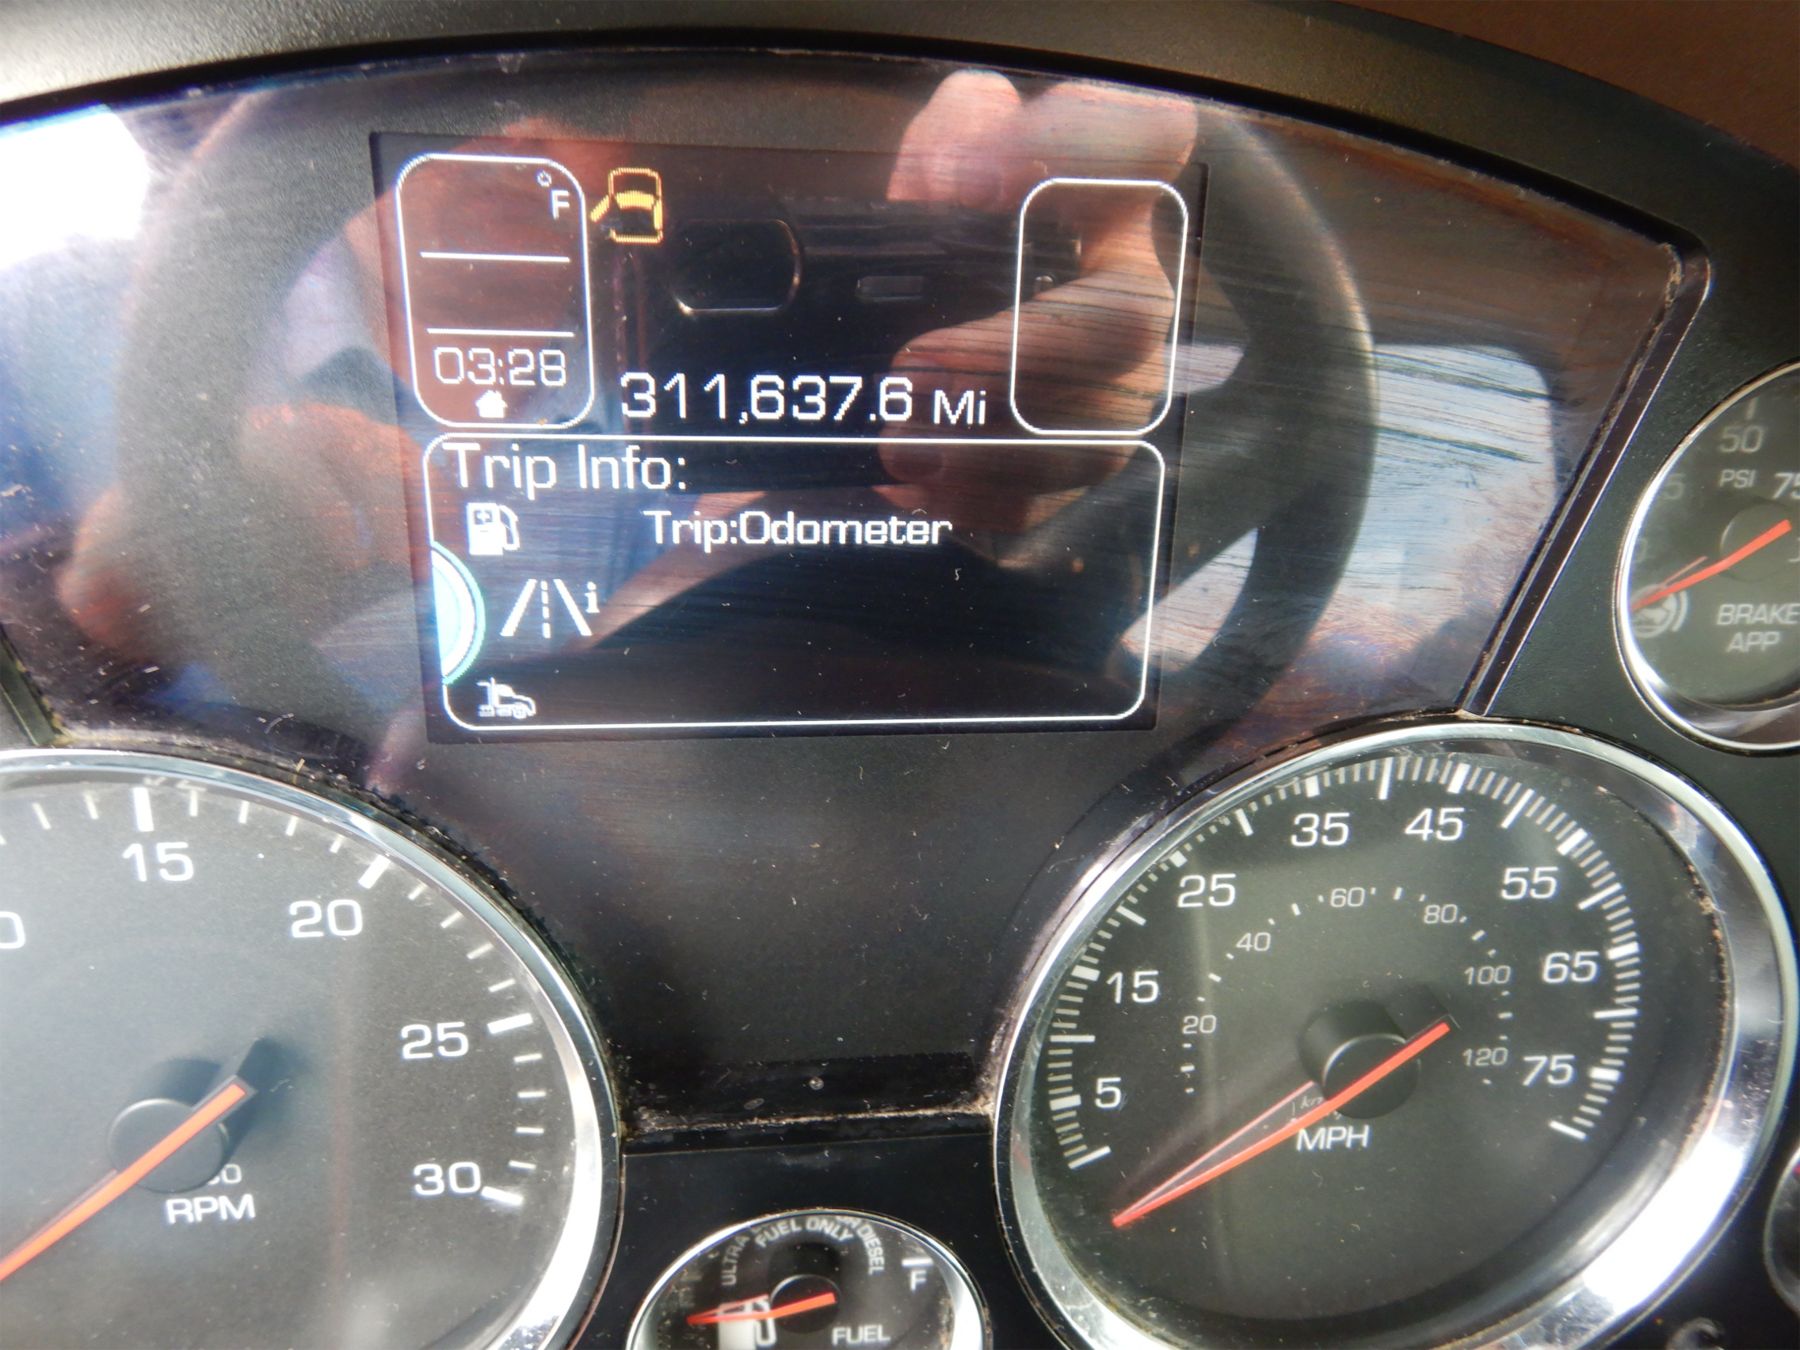 °F
03:28
311,637.6 Mi
Trip Info:
Trip:Odometer
i
50
PSI
75
BRAKE
APP
15
20
25
30
RPM
5
15
25
35
45
55
65
75
20
40
60
80
100
120
MPH
ULTRA
FUEL ONLY
DIESEL
F
FUEL